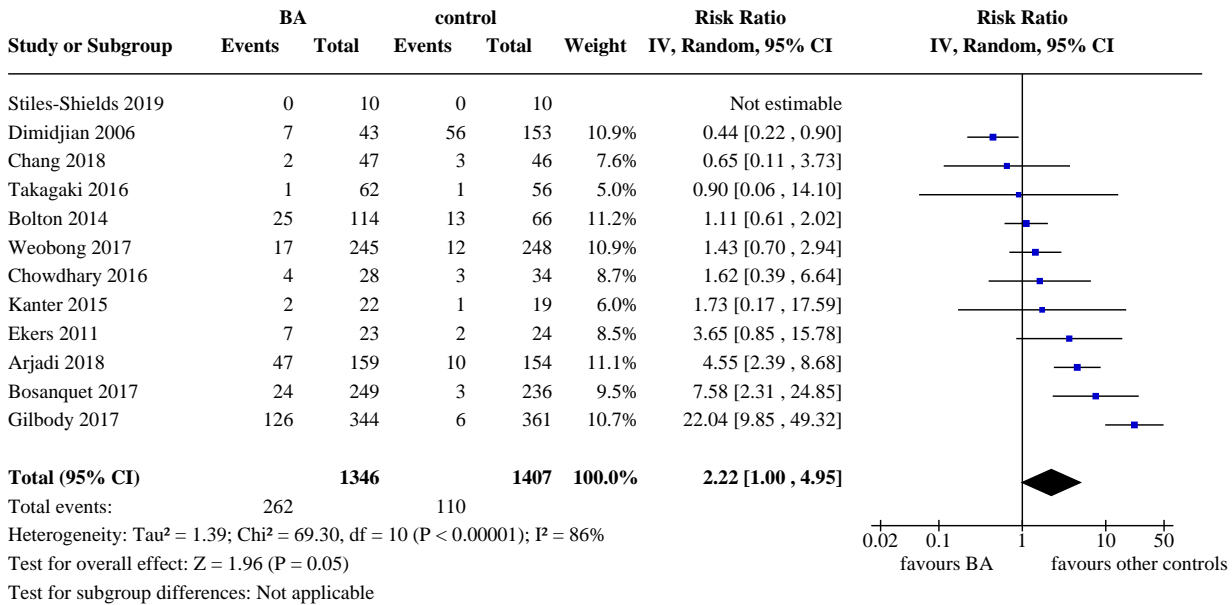 BA control Risk Ratio Risk Ratio
Study or Subgroup Events Total Events Total Weight IV, Random, 95% CI IV, Random, 95% CI
Stiles-Shields 2019 0 10 0 10 Not estimable
Dimidjian 2006 7 43 56 153 10.9% 0.44 [0.22 , 0.90]
Chang 2018 2 47 3 46 7.6% 0.65 [0.11 , 3.73]
Takagaki 2016 1 62 1 56 5.0% 0.90 [0.06 , 14.10]
Bolton 2014 25 114 13 66 11.2% 1.11 [0.61 , 2.02]
Weobong 2017 17 245 12 248 10.9% 1.43 [0.70 , 2.94]
Chowdhary 2016 4 28 3 34 8.7% 1.62 [0.39 , 6.64]
Kanter 2015 2 22 1 19 6.0% 1.73 [0.17 , 17.59]
Ekers 2011 7 23 2 24 8.5% 3.65 [0.85 , 15.78]
Arjadi 2018 47 159 10 154 11.1% 4.55 [2.39 , 8.68]
Bosanquet 2017 24 249 3 236 9.5% 7.58 [2.31 , 24.85]
Gilbody 2017 126 344 6 361 10.7% 22.04 [9.85 , 49.32]
Total (95% CI) 1346 1407 100.0% 2.22 [1.00 , 4.95]
Total events: 262 110
Heterogeneity: Tau² = 1.39; Chi² = 69.30, df = 10 (P < 0.00001); I² = 86%
Test for overall effect: Z = 1.96 (P = 0.05)
Test for subgroup differences: Not applicable
0.02 0.1 1 10 50
favours BA favours other controls